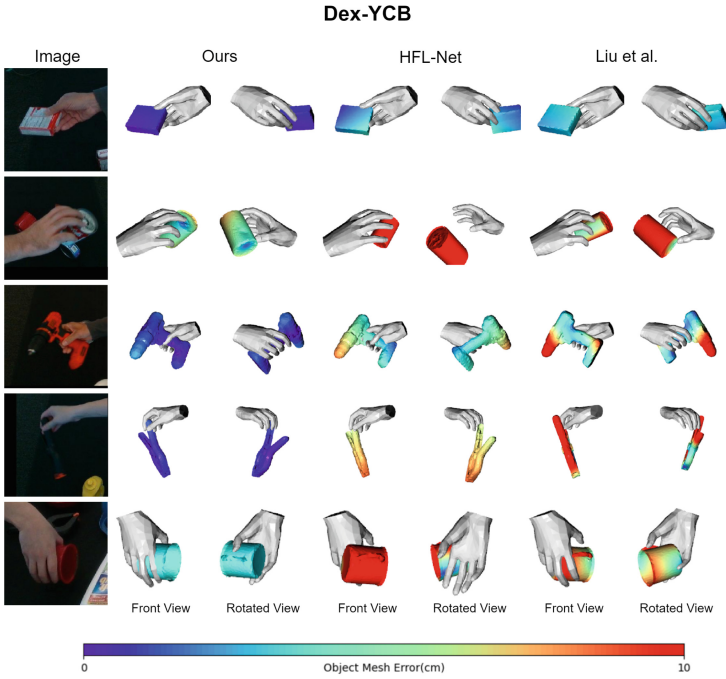 Dex-YCB
Image Ours HFL-Net Liu et al.
Front View Rotated View Front View Rotated View Front View Rotated View
0 10
Object Mesh Error(cm)